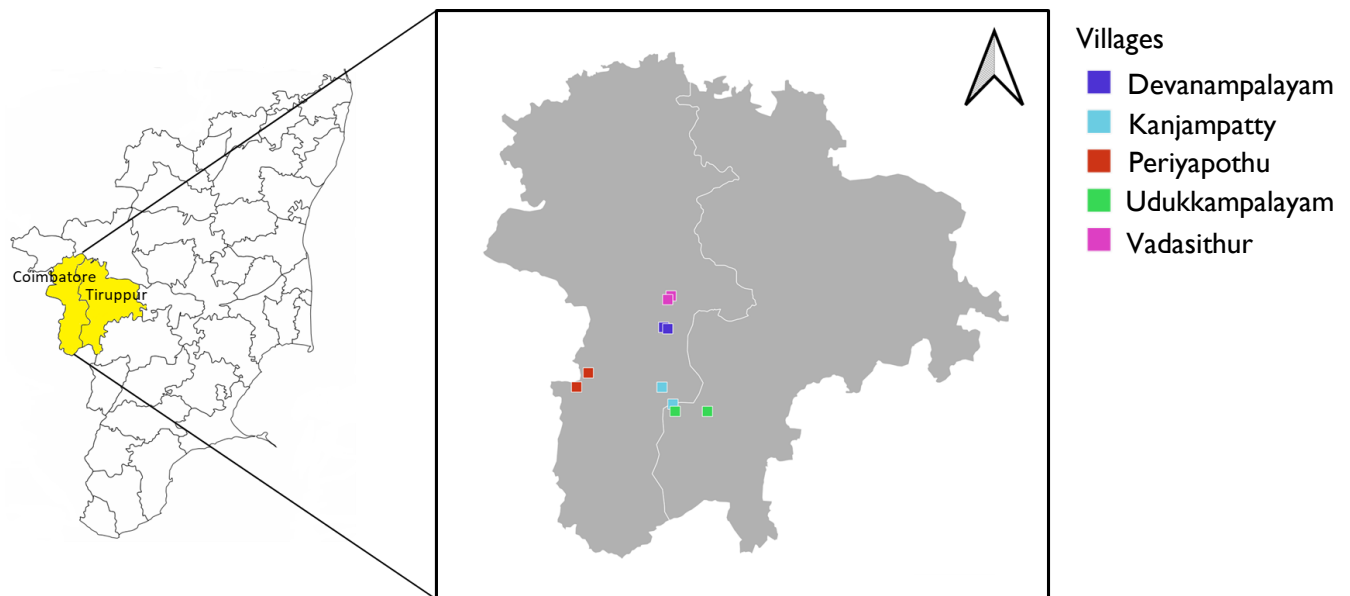 Coimbatore
Tiruppur
Villages
Devanampalayam
Kanjampatty
Periyapothu
Udukkampalayam
Vadasithur